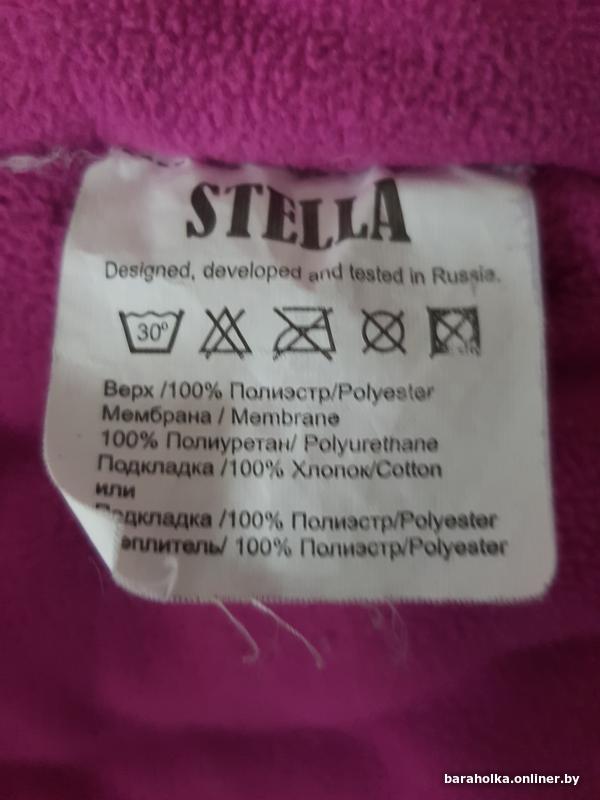 STELLA
Designed, developed and tested in Russia.
30°
Верх /100% Полиэстр/Polyester
Мембрана / Membrane
100% Полиуретан/ Polyurethane
Подкладка /100% Хлопок/Cotton
или
Подкладка /100% Полиэстр/Polyester
еплитель/ 100% Полиэстр/Polyester
baraholka.onliner.by